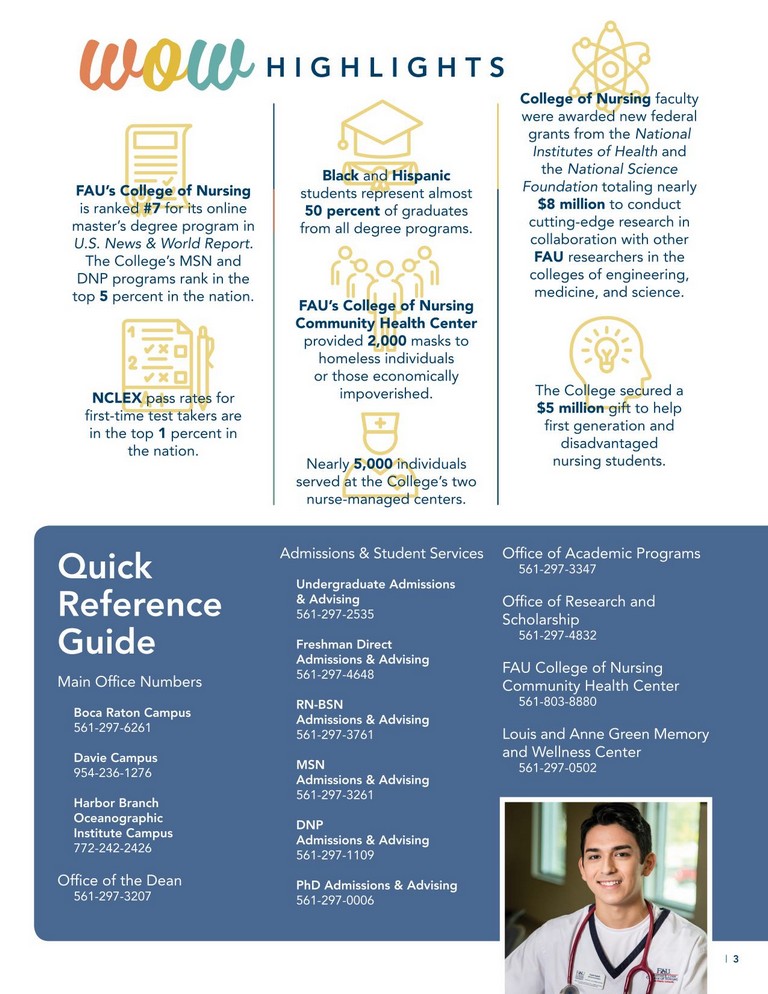 wow HIGHLIGHTS
FAU's College of Nursing
is ranked #7 for its online
master's degree program in
U.S. News & World Report.
The College's MSN and
DNP programs rank in the
top 5 percent in the nation.
1
2
A+
NCLEX pass rates for
first-time test takers are
in the top 1 percent in
the nation.
Black and Hispanic
students represent almost
50 percent of graduates
from all degree programs.
FAU's College of Nursing
Community Health Center
provided 2,000 masks to
homeless individuals
or those economically
impoverished.
Nearly 5,000 individuals
served at the College's two
nurse-managed centers.
College of Nursing faculty
were awarded new federal
grants from the National
Institutes of Health and
the National Science
Foundation totaling nearly
$8 million to conduct
cutting-edge research in
collaboration with other
FAU researchers in the
colleges of engineering,
medicine, and science.
The College secured a
$5 million gift to help
first generation and
disadvantaged
nursing students.
Quick
Reference
Guide
Main Office Numbers
Boca Raton Campus
561-297-6261
Davie Campus
954-236-1276
Harbor Branch
Oceanographic
Institute Campus
772-242-2426
Office of the Dean
561-297-3207
Admissions & Student Services
Undergraduate Admissions
& Advising
561-297-2535
Freshman Direct
Admissions & Advising
561-297-4648
RN-BSN
Admissions & Advising
561-297-3761
MSN
Admissions & Advising
561-297-3261
DNP
Admissions & Advising
561-297-1109
PhD Admissions & Advising
561-297-0006
Office of Academic Programs
561-297-3347
Office of Research and
Scholarship
561-297-4832
FAU College of Nursing
Community Health Center
561-803-8880
Louis and Anne Green Memory
and Wellness Center
561-297-0502
FAU
| 3